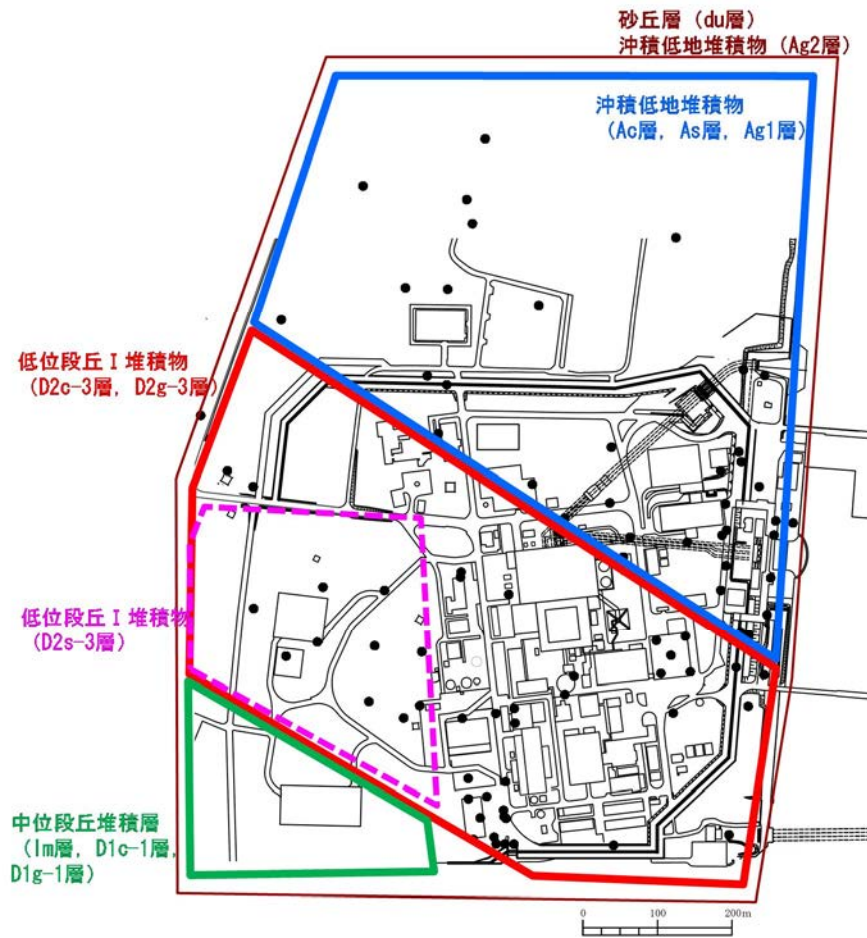 砂丘層 (du層)
沖積低地堆積物 (Ag2層)
沖積低地堆積物
(Ac層, As層, Ag1層)
低位段丘Ⅰ堆積物
(D2c-3層, D2g-3層)
低位段丘Ⅰ堆積物
(D2s-3層)
中位段丘堆積層
(lm層, D1c-1層,
D1g-1層)
0 100 200m